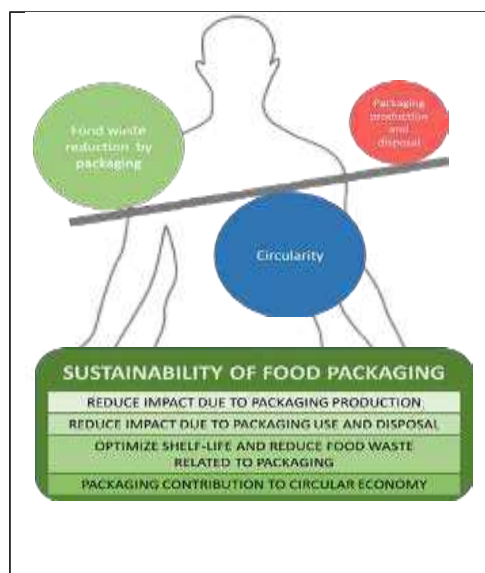 Food waste
reduction by
packaging
Packaging
production
and
disposal
Circularity
SUSTAINABILITY OF FOOD PACKAGING
REDUCE IMPACT DUE TO PACKAGING PRODUCTION
REDUCE IMPACT DUE TO PACKAGING USE AND DISPOSAL
OPTIMIZE SHELF-LIFE AND REDUCE FOOD WASTE
RELATED TO PACKAGING
PACKAGING CONTRIBUTION TO CIRCULAR ECONOMY